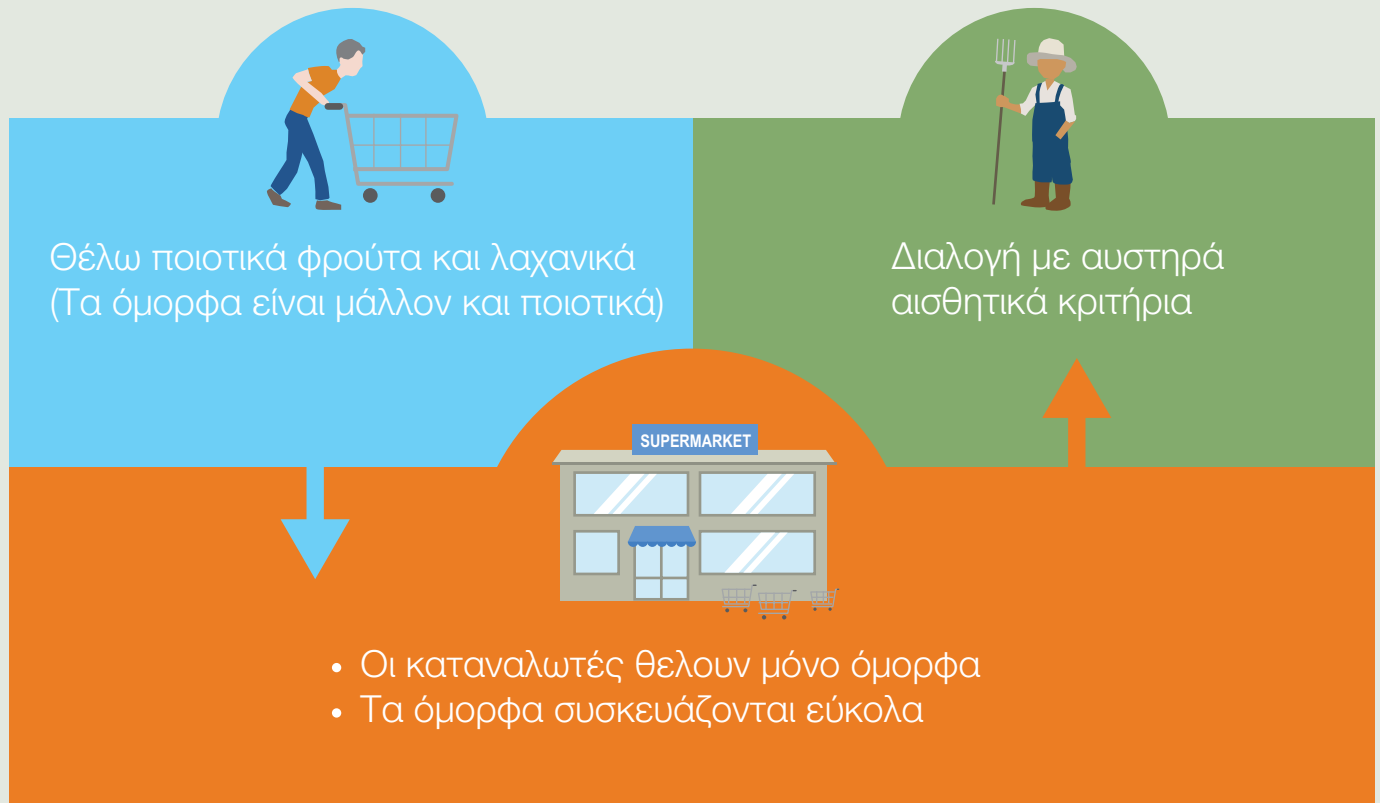 Θέλω ποιοτικά φρούτα και λαχανικά
(Τα όμορφα είναι μάλλον και ποιοτικά)
Διαλογή με αυστηρά
αισθητικά κριτήρια
SUPERMARKET
• Οι καταναλωτές θελουν μόνο όμορφα
• Τα όμορφα συσκευάζονται εύκολα